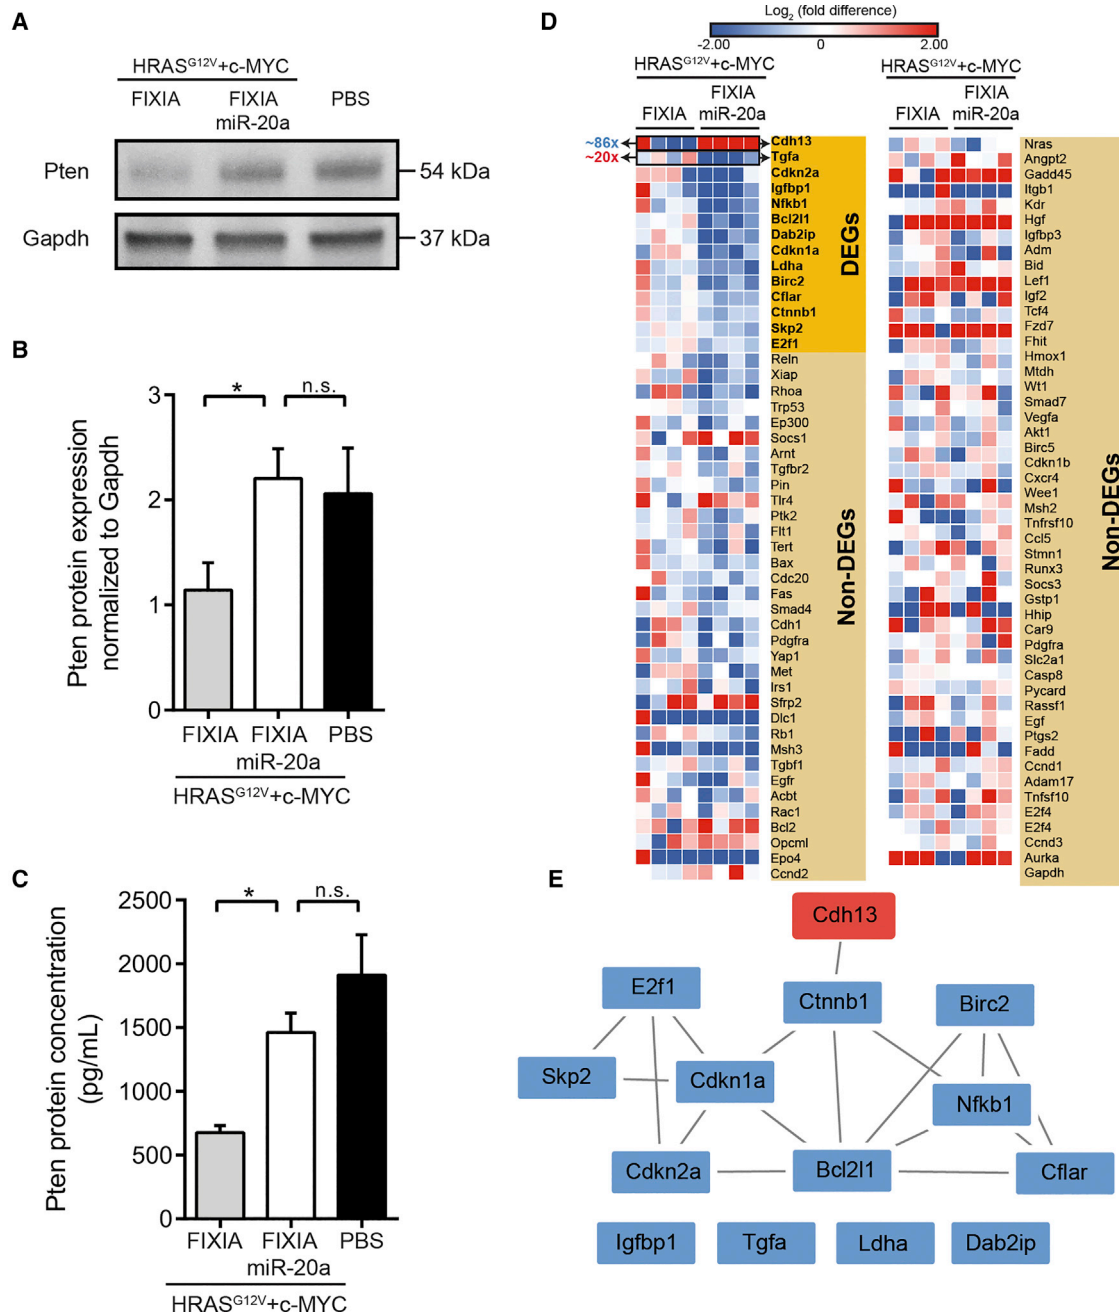 A
HRASG12V+c-MYC
FIXIA
FIXIA
miR-20a
PBS
Pten
54 kDa
Gapdh
37 kDa
B
Pten protein expression
normalized to Gapdh
3
2
1
0
*
n.s.
FIXIA
FIXIA
PBS
miR-20a
HRASG12V+c-MYC
C
Pten protein concentration
(pg/mL)
2500
2000
1500
1000
500
0
*
n.s.
FIXIA
FIXIA
PBS
miR-20a
HRASG12V+c-MYC
D
Log2 (fold difference)
-2.00
0
2.00
HRASG12V+c-MYC
FIXIA
FIXIA
miR-20a
~86x
~20x
Cdh13
Tgfa
Cdkn2a
Igfbp1
Nfkb1
Bcl2l1
Dab2ip
Cdkn1a
Ldha
Birc2
Cflar
Ctnnb1
Skp2
E2f1
DEGs
Reln
Xiap
Rhoa
Trp53
Ep300
Socs1
Arnt
Tgfbr2
Pin
Tlr4
Ptk2
Flt1
Tert
Bax
Cdc20
Fas
Smad4
Cdh1
Pdgfra
Yap1
Met
Irs1
Sfrp2
Dlc1
Rb1
Msh3
Tgbf1
Egfr
Acbt
Rac1
Bcl2
Opcml
Epo4
Ccnd2
Non-DEGs
HRASG12V+c-MYC
FIXIA
FIXIA
miR-20a
Nras
Angpt2
Gadd45
Itgb1
Kdr
Hgf
Igfbp3
Adm
Bid
Lef1
Igf2
Tcf4
Fzd7
Fhit
Hmox1
Mtdh
Wt1
Smad7
Vegfa
Akt1
Birc5
Cdkn1b
Cxcr4
Wee1
Msh2
Tnfrsf10
Ccl5
Stmn1
Runx3
Socs3
Gstp1
Hhip
Car9
Pdgfra
Slc2a1
Casp8
Pycard
Rassf1
Egf
Ptgs2
Fadd
Ccnd1
Adam17
Tnfsf10
E2f4
E2f4
Ccnd3
Aurka
Gapdh
Non-DEGs
E
Cdh13
E2f1
Ctnnb1
Birc2
Skp2
Cdkn1a
Nfkb1
Cdkn2a
Bcl2l1
Cflar
Igfbp1
Tgfa
Ldha
Dab2ip